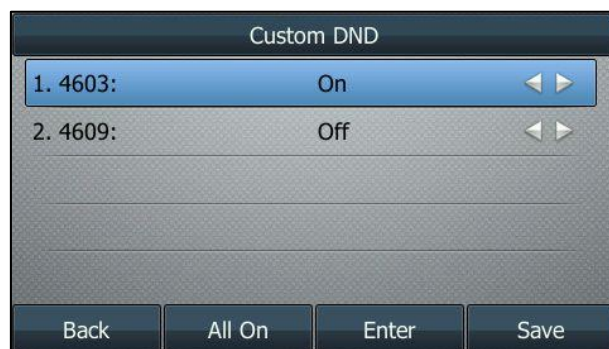 Custom DND
1. 4603: On
2. 4609: Off
Back All On Enter Save